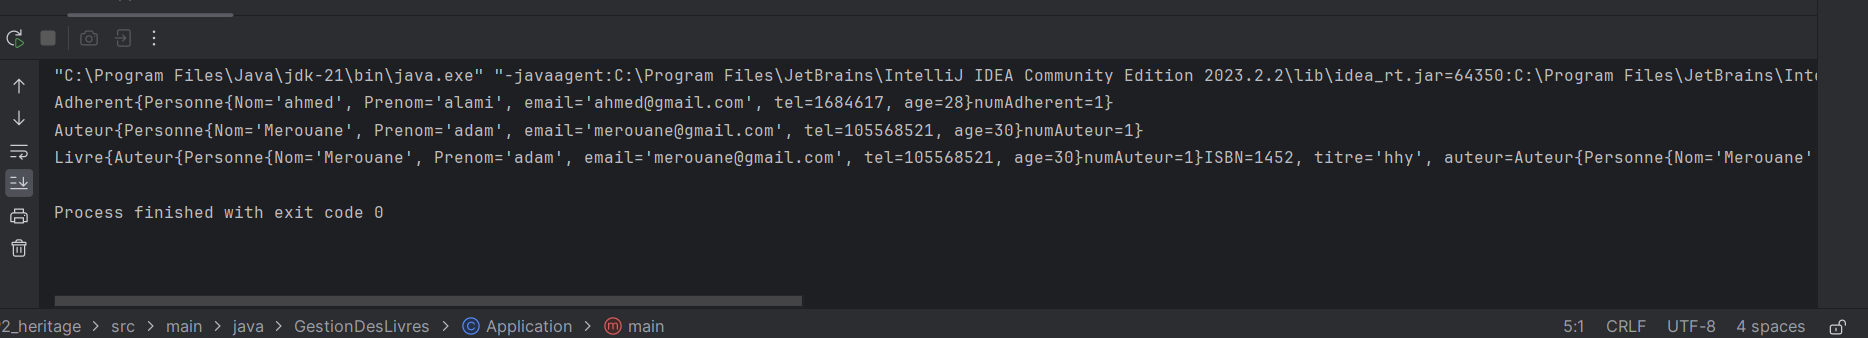 "C:\Program Files\Java\jdk-21\bin\java.exe" "-javaagent:C:\Program Files\JetBrains\IntelliJ IDEA Community Edition 2023.2.2\lib\idea_rt.jar=64350:C:\Program Files\JetBrains\Inte
Adherent{Personne{Nom='ahmed', Prenom='alami', email='ahmed@gmail.com', tel=1684617, age=28}numAdherent=1}
Auteur{Personne{Nom='Merouane', Prenom='adam', email='merouane@gmail.com', tel=105568521, age=30}numAuteur=1}
Livre{Auteur{Personne{Nom='Merouane', Prenom='adam', email='merouane@gmail.com', tel=105568521, age=30}numAuteur=1}ISBN=1452, titre='hhy', auteur=Auteur{Personne{Nom='Merouane'
Process finished with exit code 0
2_heritage > src > main > java > GestionDesLivres > C Application > m main 5:1 CRLF UTF-8 4 spaces